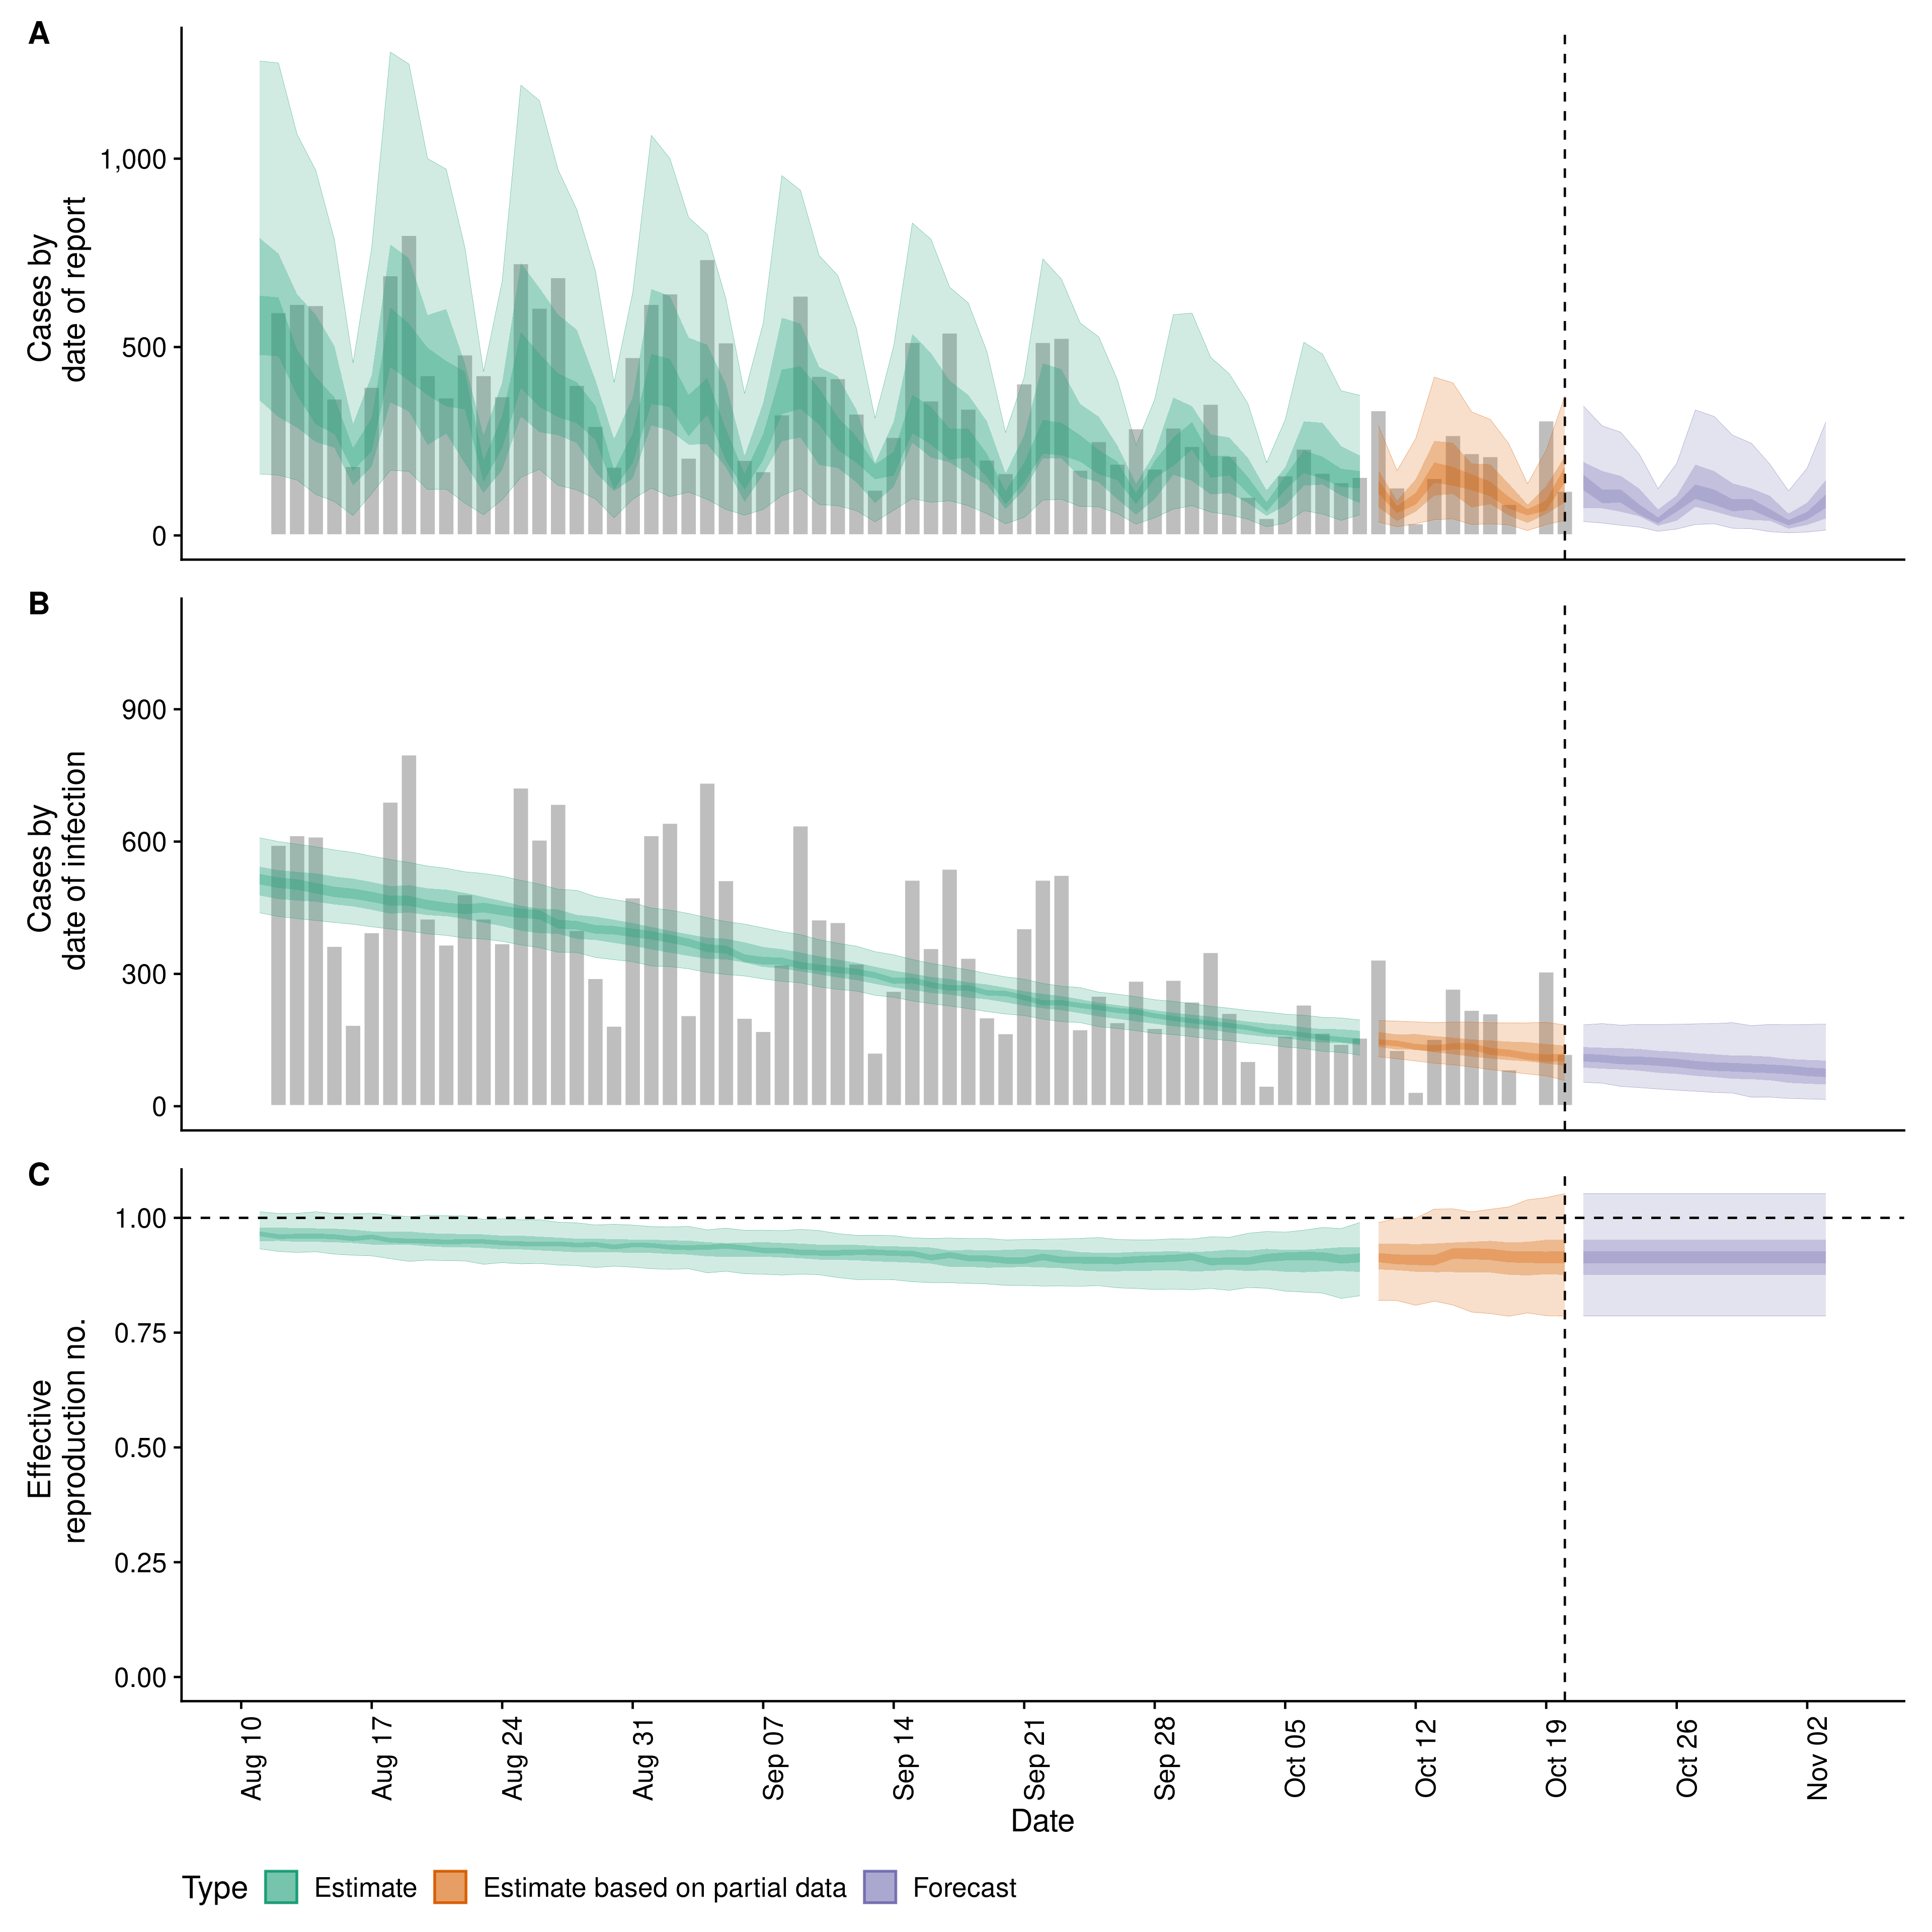 A
Cases by
date of report
1,000
500
0
B
Cases by
date of infection
900
600
300
0
C
Effective
reproduction no.
1.00
0.75
0.50
0.25
0.00
Aug 10
Aug 17
Aug 24
Aug 31
Sep 07
Sep 14
Sep 21
Sep 28
Oct 05
Oct 12
Oct 19
Oct 26
Nov 02
Date
Type Estimate Estimate based on partial data Forecast